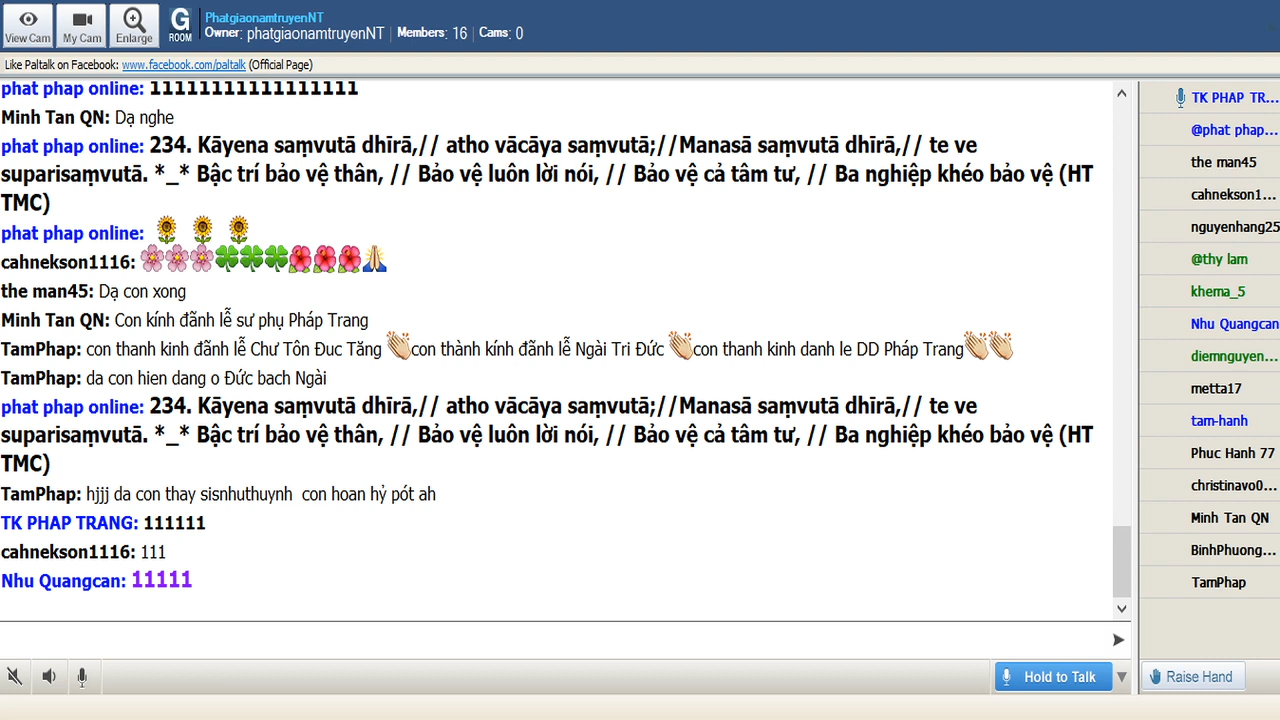 View Cam
My Cam
Enlarge
G
ROOM
PhatgiaonamtruyenNT
Owner: phatgiaonamtruyenNT | Members: 16 | Cams: 0
Like Paltalk on Facebook: www.facebook.com/paltalk (Official Page)
phat phap online: 11111111111111111
Minh Tan QN: Dạ nghe
phat phap online: 234. Kāyena saṃvutā dhīrā,// atho vācāya saṃvutā;//Manasā saṃvutā dhīrā,// te ve
suparisaṃvutā. *_* Bậc trí bảo vệ thân, // Bảo vệ luôn lời nói, // Bảo vệ cả tâm tư, // Ba nghiệp khéo bảo vệ (HT
TMC)
phat phap online: 🌻 🌻 🌻
cahnekson1116: 🌸🌸🌸🍀🍀🍀🌺🌺🌺🙏
the man45: Dạ con xong
Minh Tan QN: Con kính đãnh lễ sư phụ Pháp Trang
TamPhap: con thanh kinh đãnh lễ Chư Tôn Đuc Tăng 👏con thành kính đãnh lễ Ngài Tri Đức 👏con thanh kinh danh le DD Pháp Trang👏👏
TamPhap: da con hien dang o Đức bach Ngài
phat phap online: 234. Kāyena saṃvutā dhīrā,// atho vācāya saṃvutā;//Manasā saṃvutā dhīrā,// te ve
suparisaṃvutā. *_* Bậc trí bảo vệ thân, // Bảo vệ luôn lời nói, // Bảo vệ cả tâm tư, // Ba nghiệp khéo bảo vệ (HT
TMC)
TamPhap: hjjj da con thay sisnhuthuynh con hoan hỷ pót ah
TK PHAP TRANG: 111111
cahnekson1116: 111
Nhu Quangcan: 11111
Hold to Talk
TK PHAP TR...
@phat phap...
the man45
cahnekson1...
nguyenhang25
@thy lam
khema_5
Nhu Quangcan
diemnguyen...
metta17
tam-hanh
Phuc Hanh 77
christinavo0...
Minh Tan QN
BinhPhuong...
TamPhap
Raise Hand